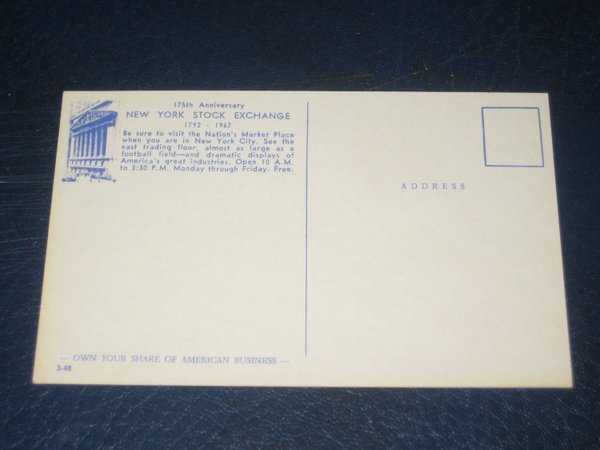 175th Anniversary
NEW YORK STOCK EXCHANGE
1792 - 1967
Be sure to visit the Nation's Market Place
when you are in New York City. See the
vast trading floor, almost as large as a
football field—and dramatic displays of
America's great industries. Open 10 A.M.
to 3:30 P.M. Monday through Friday. Free.
ADDRESS
— OWN YOUR SHARE OF AMERICAN BUSINESS —
3-48